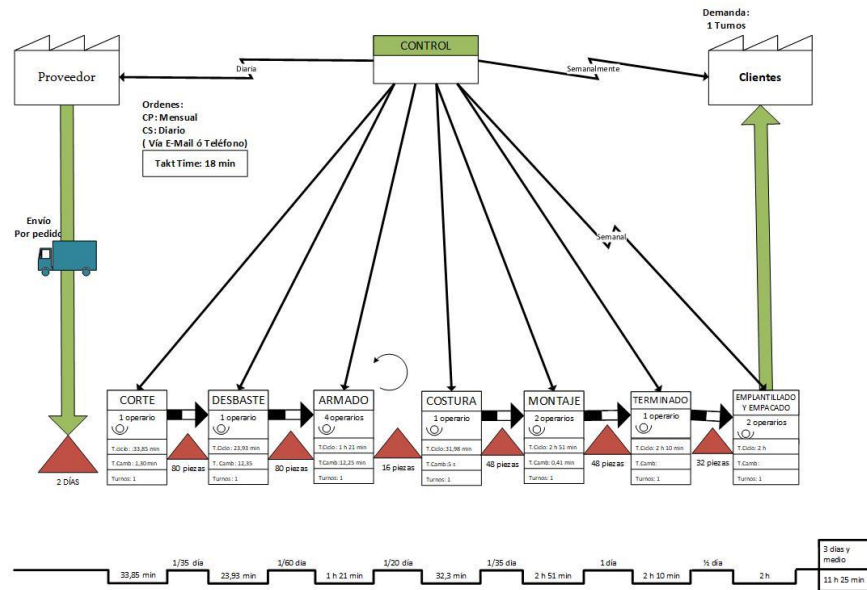 Demanda:
1 Turnos
CONTROL
Proveedor
Diaria
Semanalmente
Clientes
Ordenes:
CP: Mensual
CS: Diario
( Vía E-Mail ó Teléfono)
Takt Time: 18 min
Envío
Por pedido
Semanal
CORTE
1 operario
T.ciclo: :33,85 min
T.Camb: 1,30 min
Turnos: 1
DESBASTE
1 operario
T.Ciclo: 23,93 min
T.Camb: 12,35
Turnos : 1
ARMADO
4 operarios
T.Ciclo: 1 h 21 min
T.Camb: 12,25 min
Turnos: 1
COSTURA
1 operario
T.Ciclo:31,98 min
T.Camb:5 s
Turnos: 1
MONTAJE
2 operarios
T.Ciclo: 2 h 51 min
T.Camb: 0,41 min
Turnos: 1
TERMINADO
1 operario
T.Ciclo: 2 h 10 min
T.Camb:
Turnos: 1
EMPLANTILLADO
Y EMPACADO
2 operarios
T.Ciclo: 2 h
T.Camb:
Turnos: 1
2 DÍAS
80 piezas
80 piezas
16 piezas
48 piezas
48 piezas
32 piezas
1/35 día
1/60 día
1/20 día
1/35 día
1 día
½ día
3 días y
medio
33,85 min
23,93 min
1 h 21 min
32,3 min
2 h 51 min
2 h 10 min
2 h
11 h 25 min